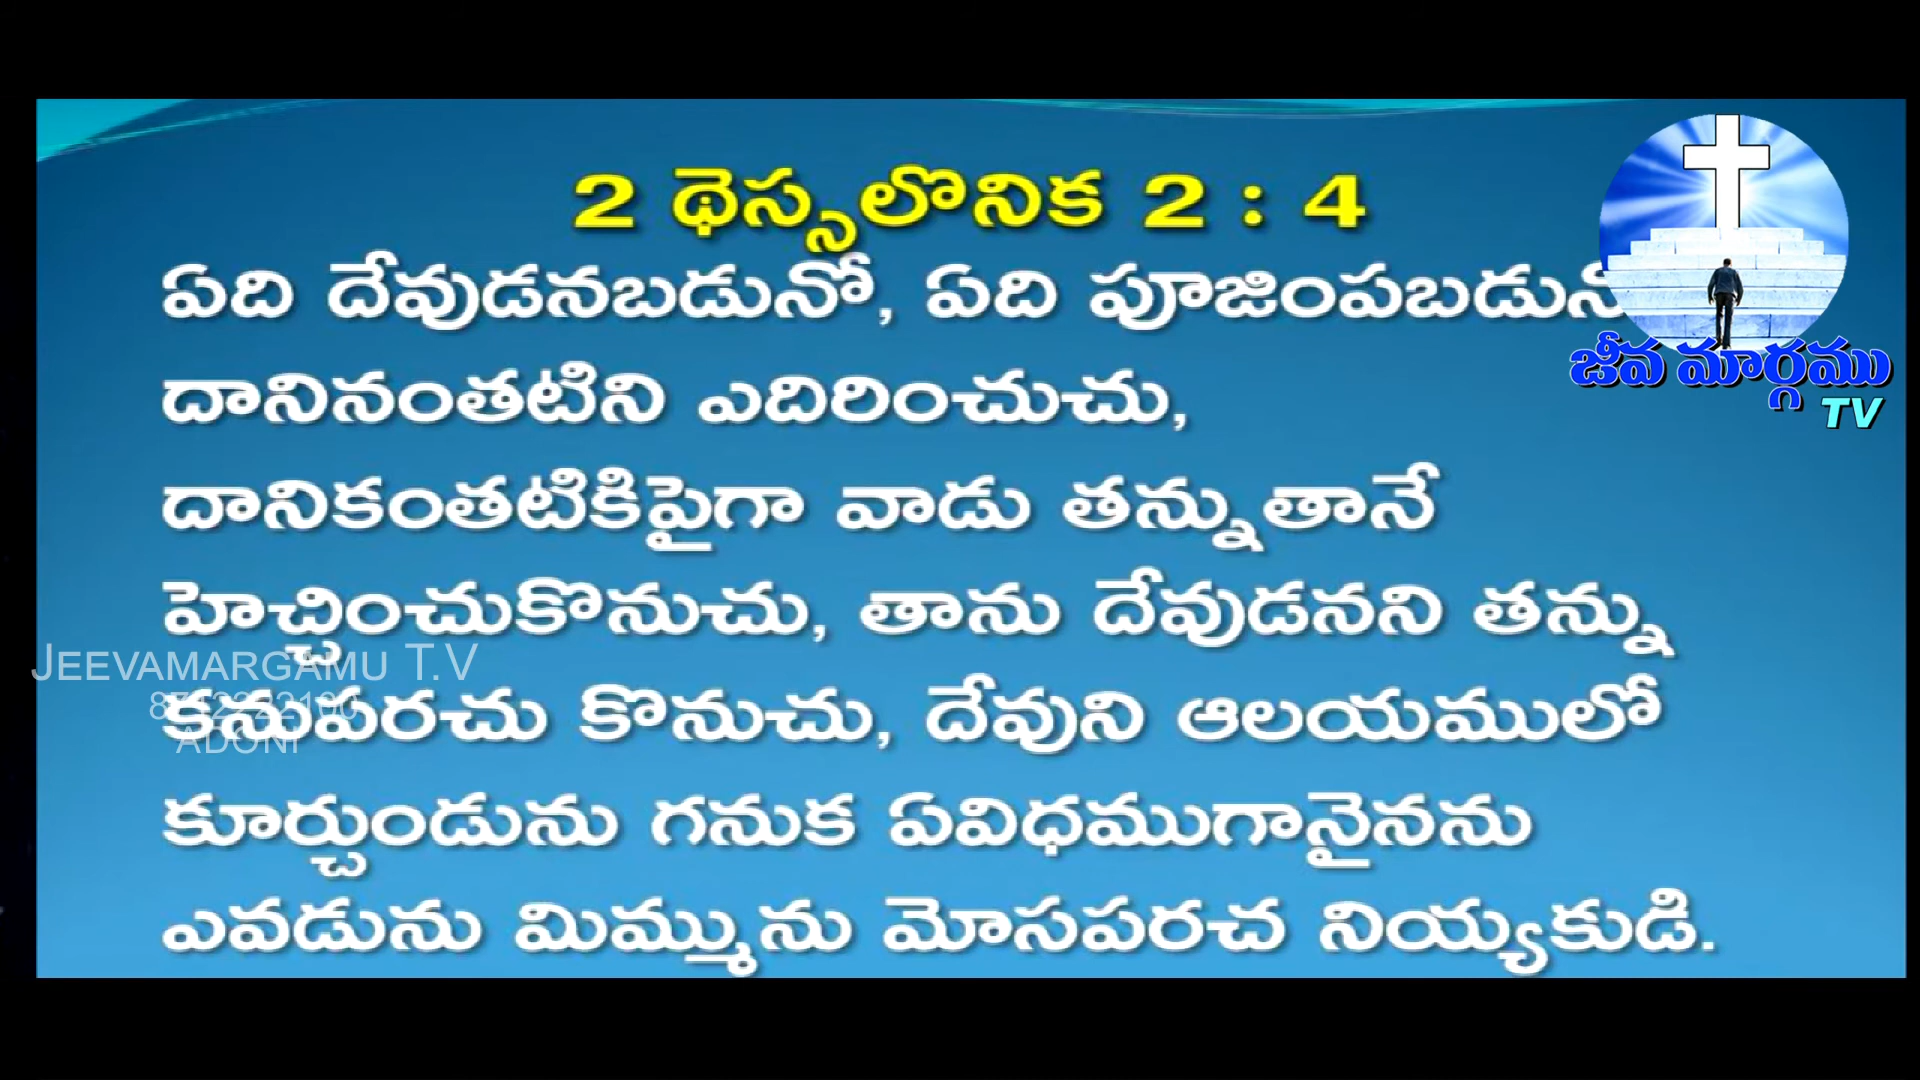 2 థెస్సలొనిక 2 : 4
ఏది దేవుడనబడునో, ఏది
దానినంతటిని ఎదిరించుచు,
దానికంతటికిపైగా వాడు తన్నుతానే
హెచ్చించుకొనుచు, తాను దేవుడనని తన్ను
కనుపరచు కొనుచు, దేవుని ఆలయములో
కూర్చుండును గనుక ఏవిధముగానైనను
ఎవడును మిమ్మును మోసపరచ నియ్యకుడి.
జీవ మార్గము
TV
JEEVAMARGAMU T.V
ADONI